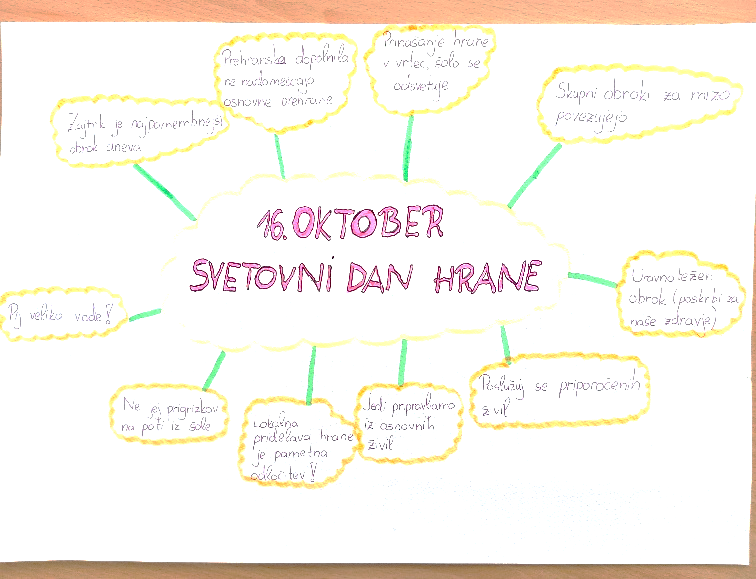 16. OKTOBER
SVETOVNI DAN HRANE
Zajtrk je najpomembnejši
obrok dneva
Prehranska dopolnila
ne nadomeščajo
osnovne prehrane
Prinašanje hrane
v vrtec, šolo se
odsvetuje
Skupni obroki za mizo
povezujejo
Uravnotežen
obrok (poskrbi za
naše zdravje)
Poslužuj se priporočenih
živil
Jedi pripravljamo
iz osnovnih
živil
Lokalna
pridelava hrane
je pametna
odločitev!
Ne jej prigrizkov
na poti iz šole
Pij veliko vode!